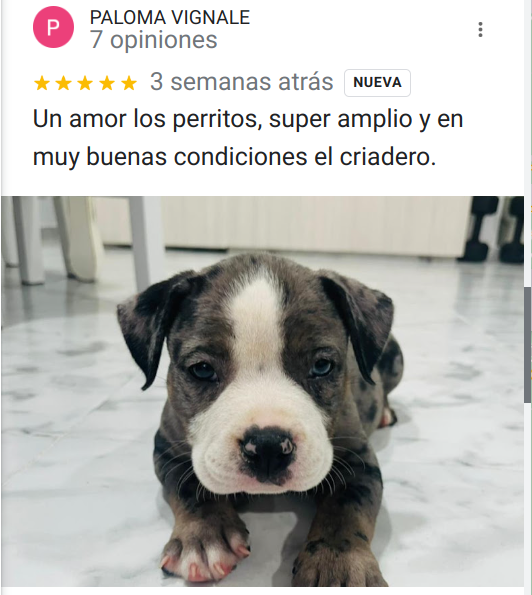 P
PALOMA VIGNALE
7 opiniones
3 semanas atrás NUEVA
Un amor los perritos, super amplio y en
muy buenas condiciones el criadero.